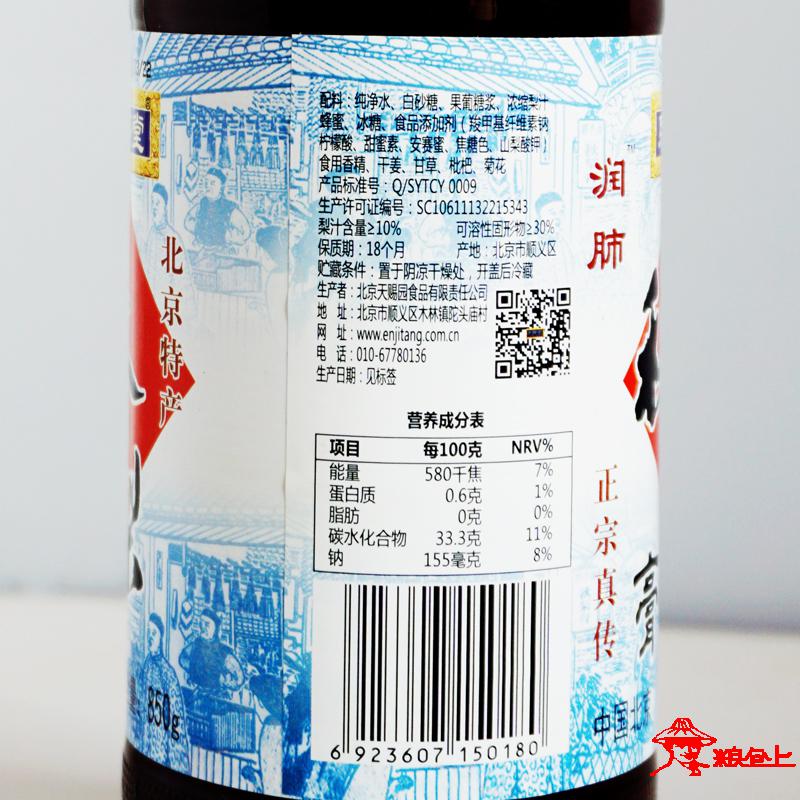 配料：纯净水、白砂糖、果葡糖浆、浓缩梨汁
蜂蜜、冰糖、食品添加剂（羧甲基纤维素钠
柠檬酸、甜蜜素、安赛蜜、焦糖色、山梨酸钾）
食用香精、干姜、甘草、枇杷、菊花
产品标准号：Q/SYTCY 0009
生产许可证编号：SC10611132215343
梨汁含量≥10% 可溶性固形物≥30%
保质期：18个月 产地：北京市顺义区
贮藏条件：置于阴凉干燥处，开盖后冷藏
生产者：北京天赐园食品有限责任公司
地 址：北京市顺义区木林镇陀头庙村
网 址：www.enjitang.com.cn
电 话：010-67780136
生产日期：见标签
营养成分表
项目 每100克 NRV%
能量 580千焦 7%
蛋白质 0.6克 1%
脂肪 0克 0%
碳水化合物 33.3克 11%
钠 155毫克 8%
6 923607 150180
北京特产
850g
润肺
正宗真传
膏
中国北京
粮仓上